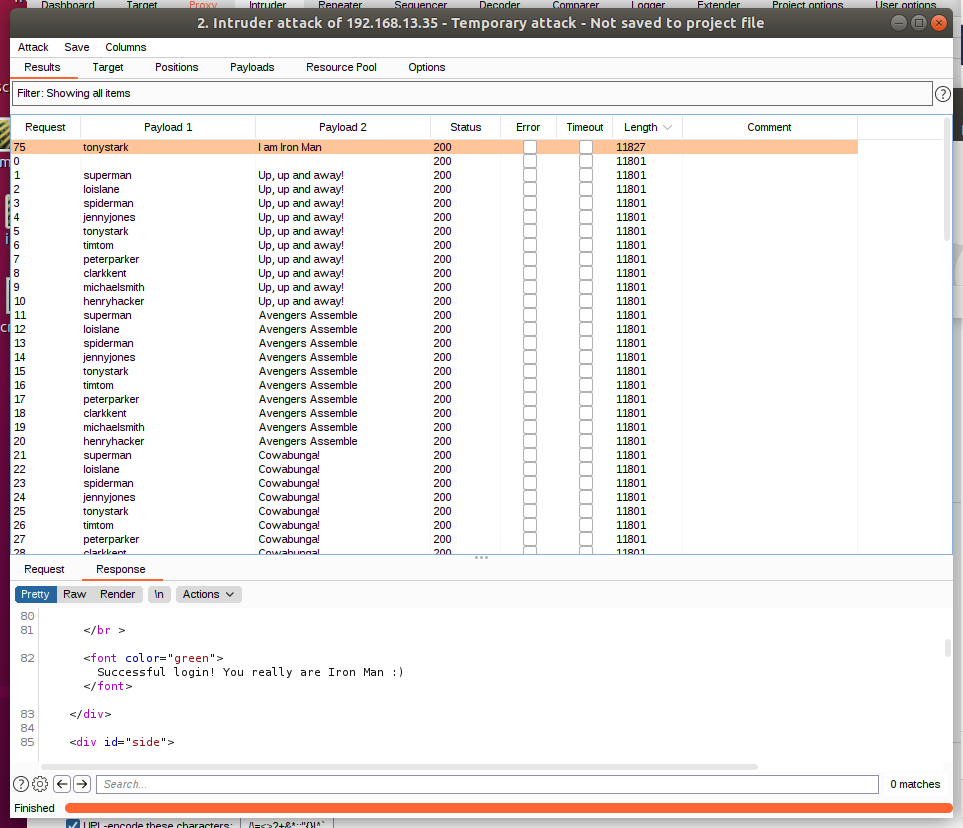 Dashboard Target Proxy Intruder Repeater Sequencer Decoder Comparer Logger Extender Project options User options
2. Intruder attack of 192.168.13.35 - Temporary attack - Not saved to project file
Attack Save Columns
Results Target Positions Payloads Resource Pool Options
Filter: Showing all items
Request Payload 1 Payload 2 Status Error Timeout Length Comment
75 tonystark I am Iron Man 200 11827
0 200 11801
1 superman Up, up and away! 200 11801
2 loislane Up, up and away! 200 11801
3 spiderman Up, up and away! 200 11801
4 jennyjones Up, up and away! 200 11801
5 tonystark Up, up and away! 200 11801
6 timtom Up, up and away! 200 11801
7 peterparker Up, up and away! 200 11801
8 clarkkent Up, up and away! 200 11801
9 michaelsmith Up, up and away! 200 11801
10 henryhacker Up, up and away! 200 11801
11 superman Avengers Assemble 200 11801
12 loislane Avengers Assemble 200 11801
13 spiderman Avengers Assemble 200 11801
14 jennyjones Avengers Assemble 200 11801
15 tonystark Avengers Assemble 200 11801
16 timtom Avengers Assemble 200 11801
17 peterparker Avengers Assemble 200 11801
18 clarkkent Avengers Assemble 200 11801
19 michaelsmith Avengers Assemble 200 11801
20 henryhacker Avengers Assemble 200 11801
21 superman Cowabunga! 200 11801
22 loislane Cowabunga! 200 11801
23 spiderman Cowabunga! 200 11801
24 jennyjones Cowabunga! 200 11801
25 tonystark Cowabunga! 200 11801
26 timtom Cowabunga! 200 11801
27 peterparker Cowabunga! 200 11801
28 clarkkent Cowabunga! 200 11801
Request Response
Pretty Raw Render \n Actions
80
81 </br >
82 <font color="green">
Successful login! You really are Iron Man :)
</font>
83 </div>
84
85 <div id="side">
Search... 0 matches
Finished
URL-encode these characters: